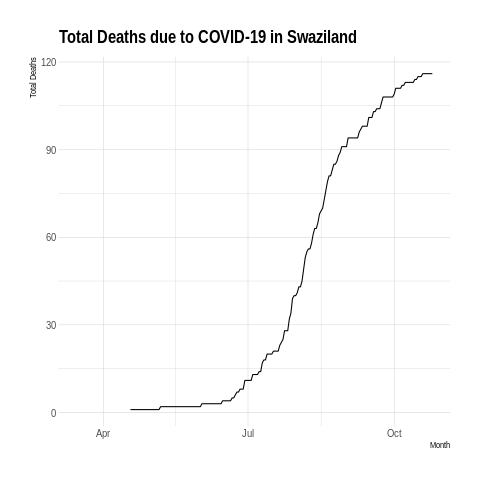 Total Deaths due to COVID-19 in Swaziland
Total Deaths
120
90
60
30
0
Apr Jul Oct
Month